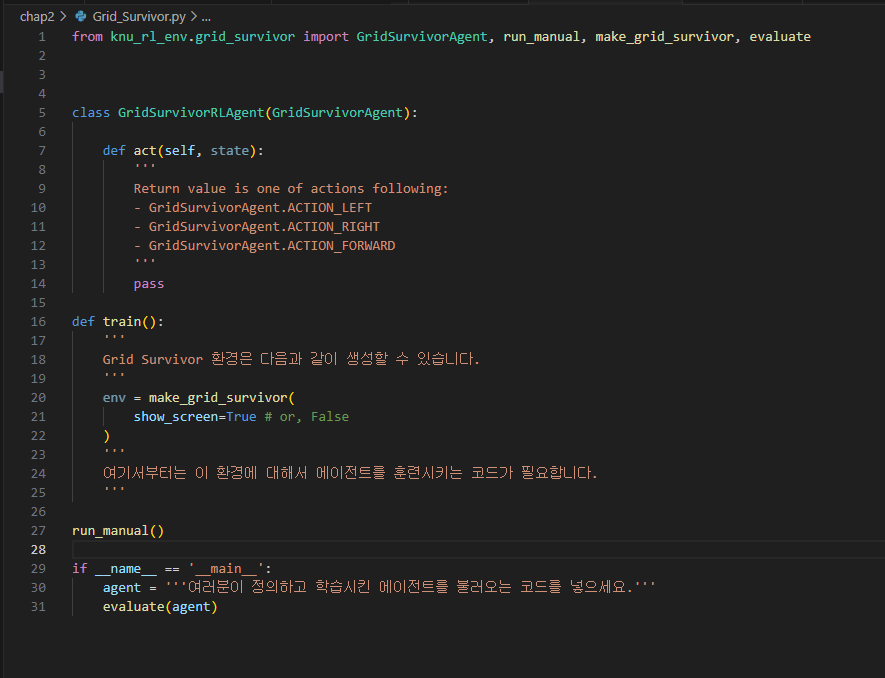 chap2 > Grid_Survivor.py > ...
1 from knu_rl_env.grid_survivor import GridSurvivorAgent, run_manual, make_grid_survivor, evaluate
2
3
4
5 class GridSurvivorRLAgent(GridSurvivorAgent):
6
7     def act(self, state):
8         '''
9         Return value is one of actions following:
10         - GridSurvivorAgent.ACTION_LEFT
11         - GridSurvivorAgent.ACTION_RIGHT
12         - GridSurvivorAgent.ACTION_FORWARD
13         '''
14         pass
15
16 def train():
17     '''
18     Grid Survivor 환경은 다음과 같이 생성할 수 있습니다.
19     '''
20     env = make_grid_survivor(
21         show_screen=True # or, False
22     )
23     '''
24     여기서부터는 이 환경에 대해서 에이전트를 훈련시키는 코드가 필요합니다.
25     '''
26
27 run_manual()
28
29 if __name__ == '__main__':
30     agent = '''여러분이 정의하고 학습시킨 에이전트를 불러오는 코드를 넣으세요.'''
31     evaluate(agent)